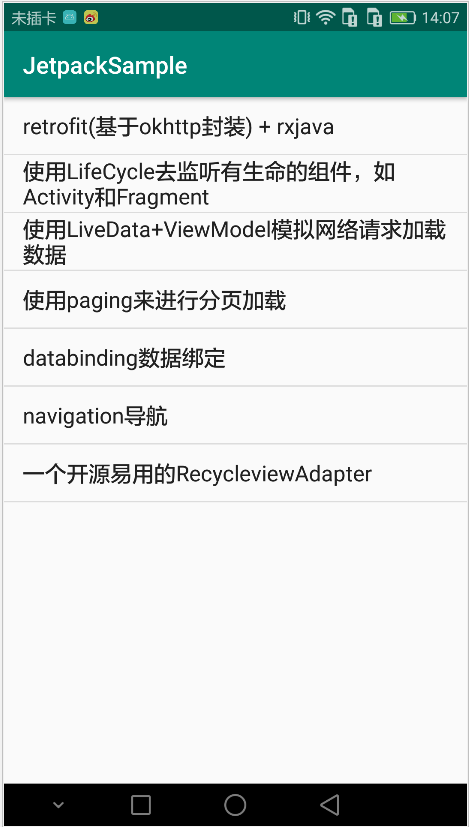 未插卡 14:07
JetpackSample
retrofit(基于okhttp封装) + rxjava
使用LifeCycle去监听有生命的组件，如
Activity和Fragment
使用LiveData+ViewModel模拟网络请求加载
数据
使用paging来进行分页加载
databinding数据绑定
navigation导航
一个开源易用的RecycleviewAdapter